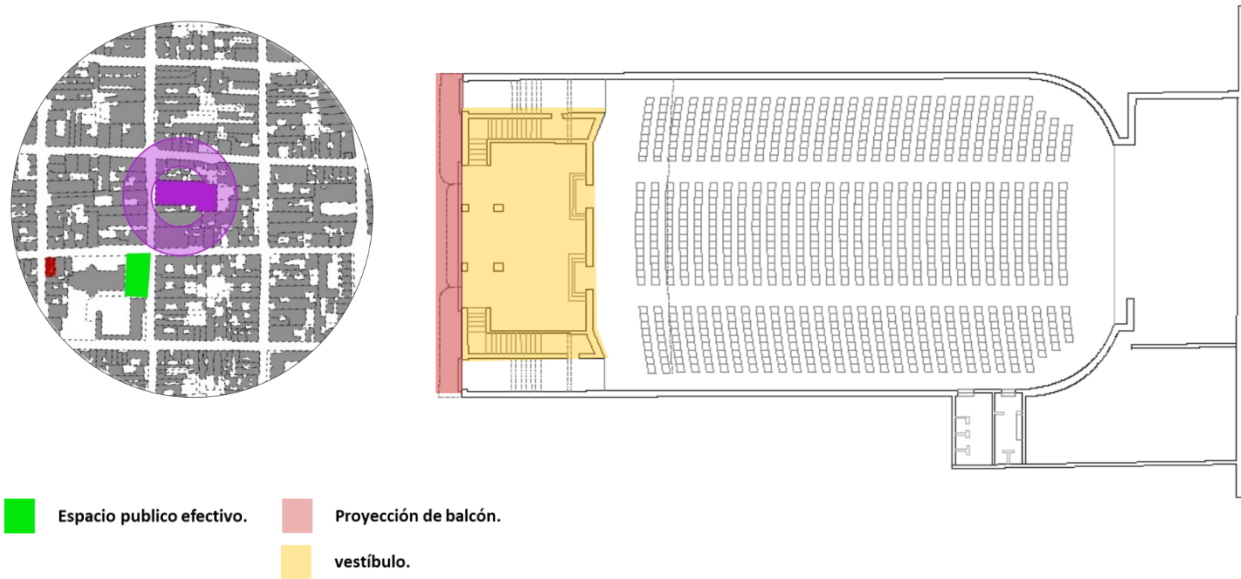 Espacio publico efectivo.
Proyección de balcón.
vestíbulo.